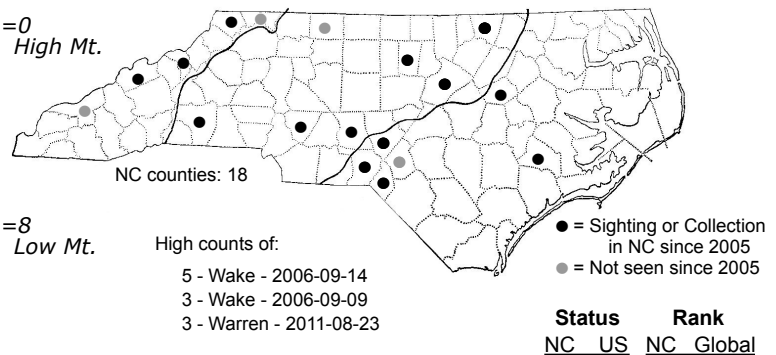 =0
High Mt.
NC counties: 18
=8
Low Mt.
High counts of:
5 - Wake - 2006-09-14
3 - Wake - 2006-09-09
3 - Warren - 2011-08-23
= Sighting or Collection
in NC since 2005
= Not seen since 2005
Status Rank
NC US NC Global